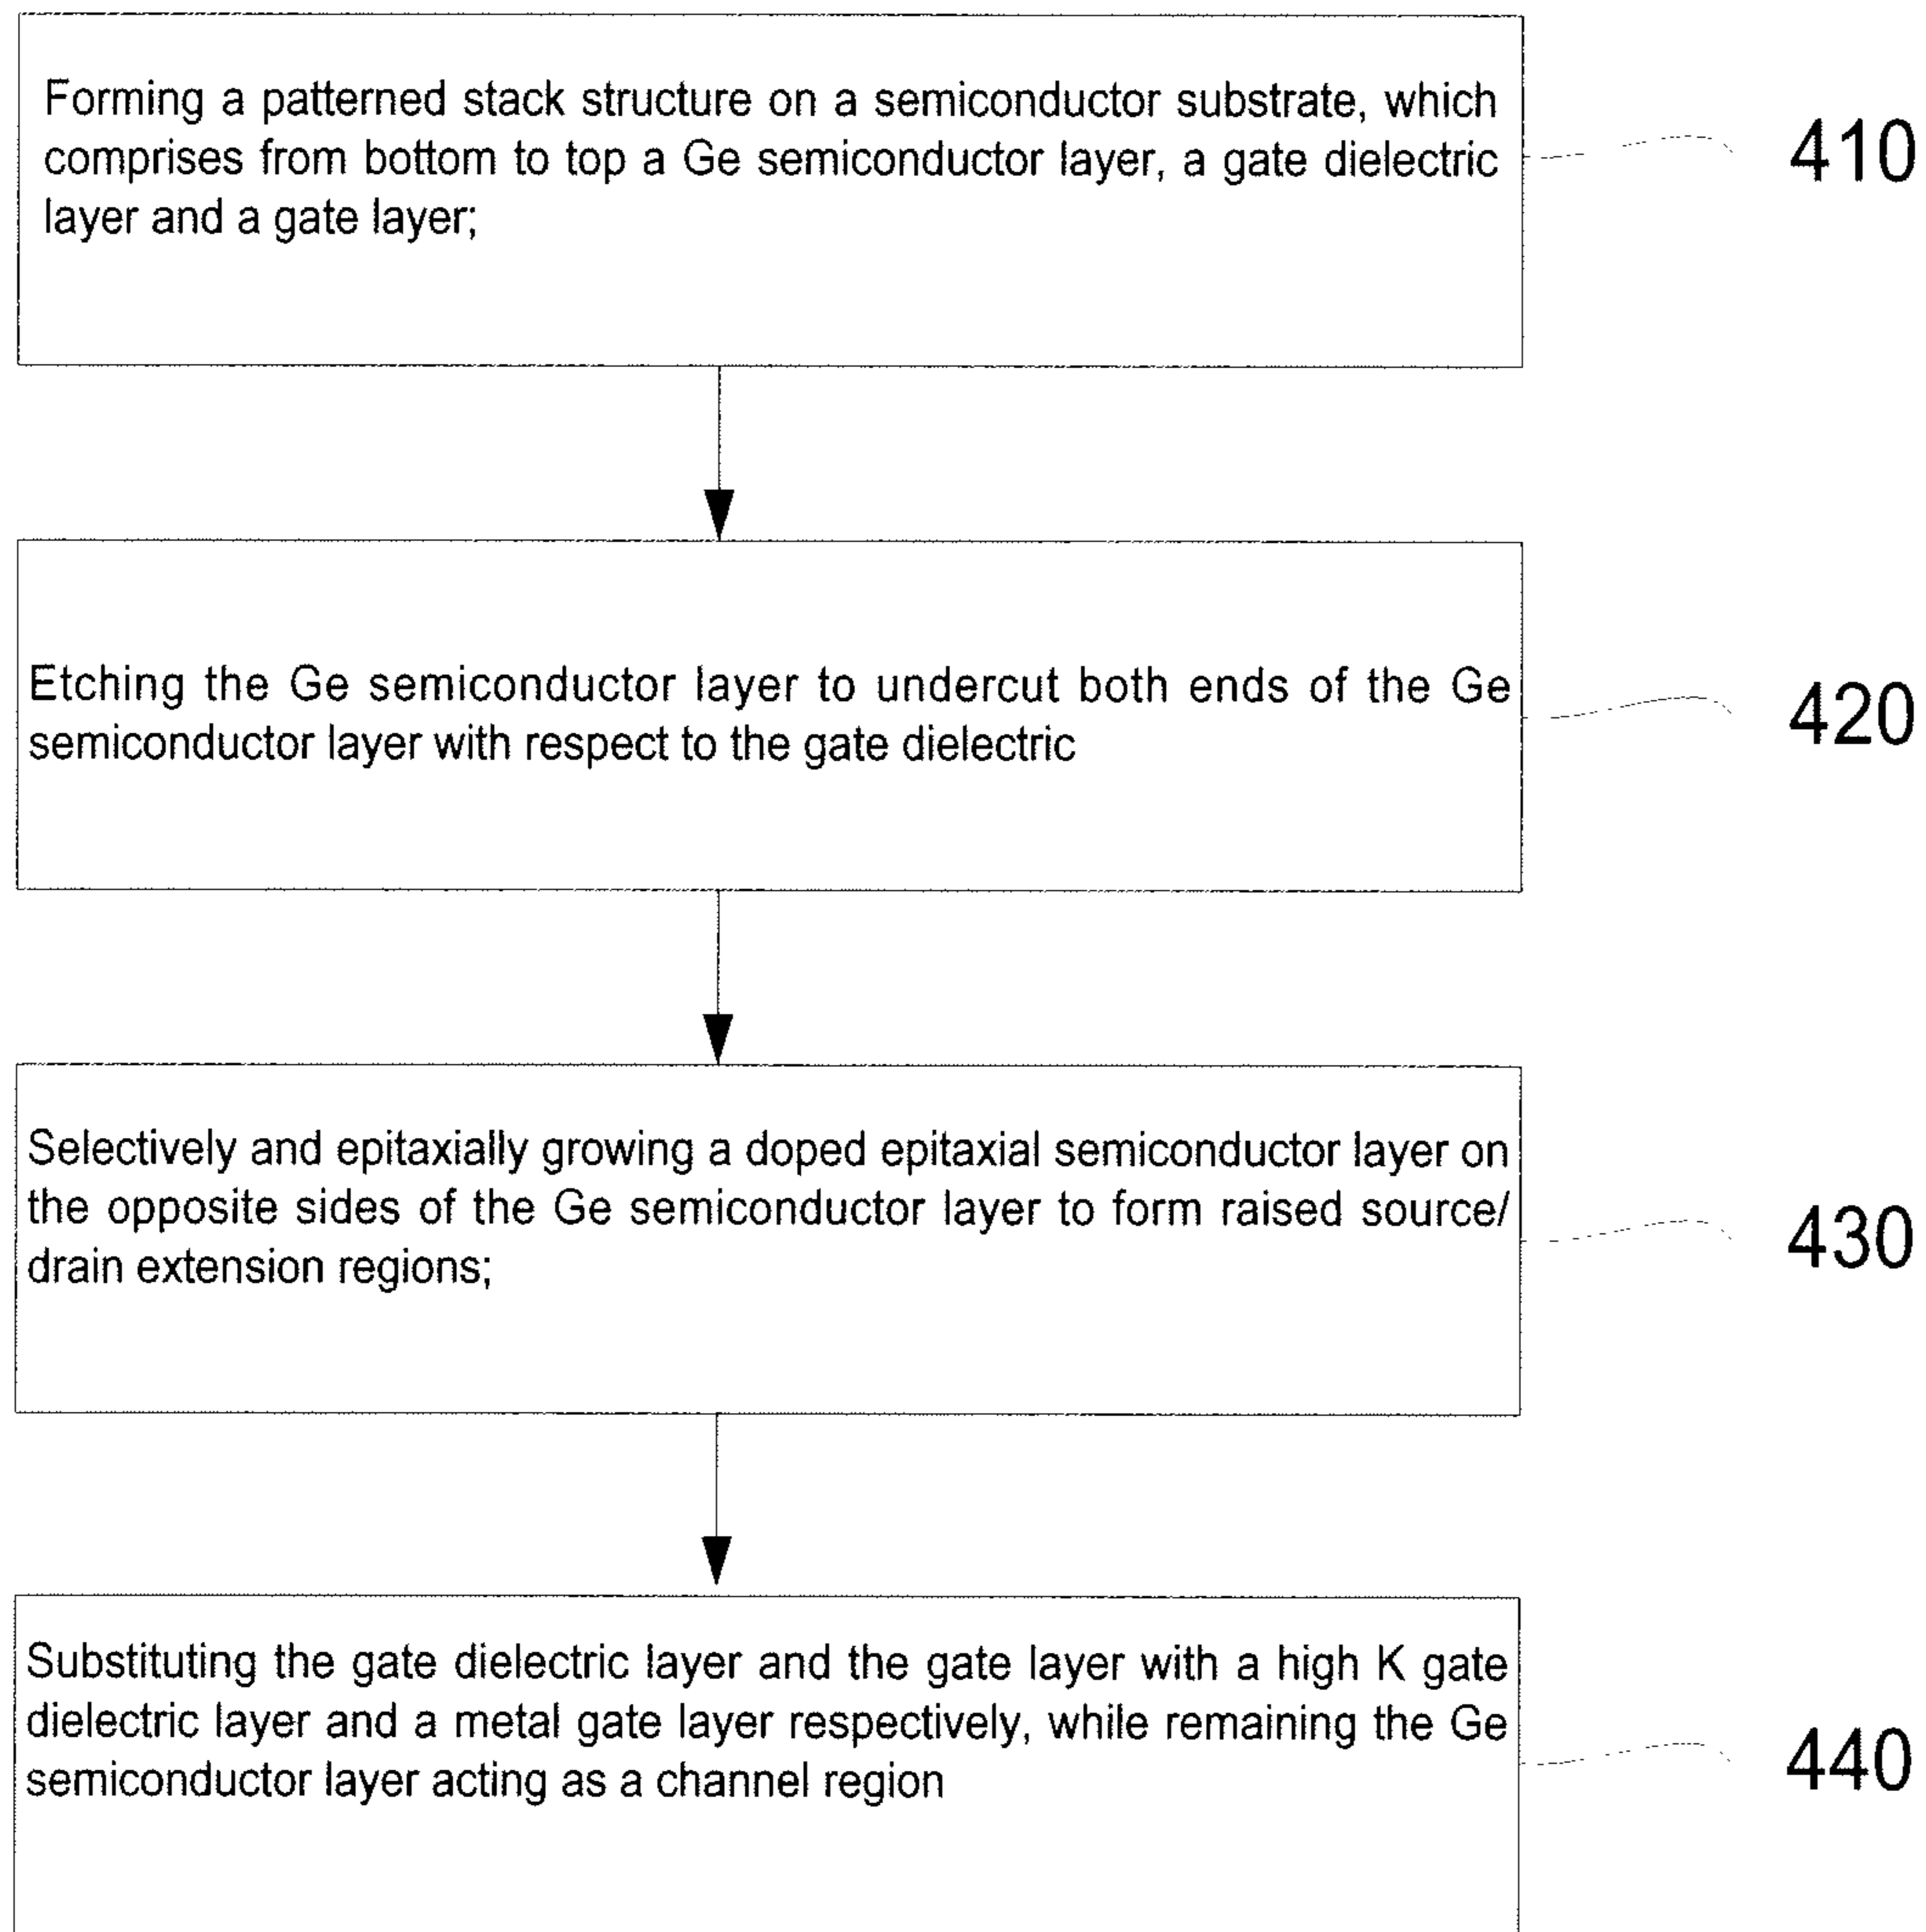 Forming a patterned stack structure on a semiconductor substrate, which
comprises from bottom to top a Ge semiconductor layer, a gate dielectric
layer and a gate layer;
410
Etching the Ge semiconductor layer to undercut both ends of the Ge
semiconductor layer with respect to the gate dielectric
420
Selectively and epitaxially growing a doped epitaxial semiconductor layer on
the opposite sides of the Ge semiconductor layer to form raised source/
drain extension regions;
430
Substituting the gate dielectric layer and the gate layer with a high K gate
dielectric layer and a metal gate layer respectively, while remaining the Ge
semiconductor layer acting as a channel region
440